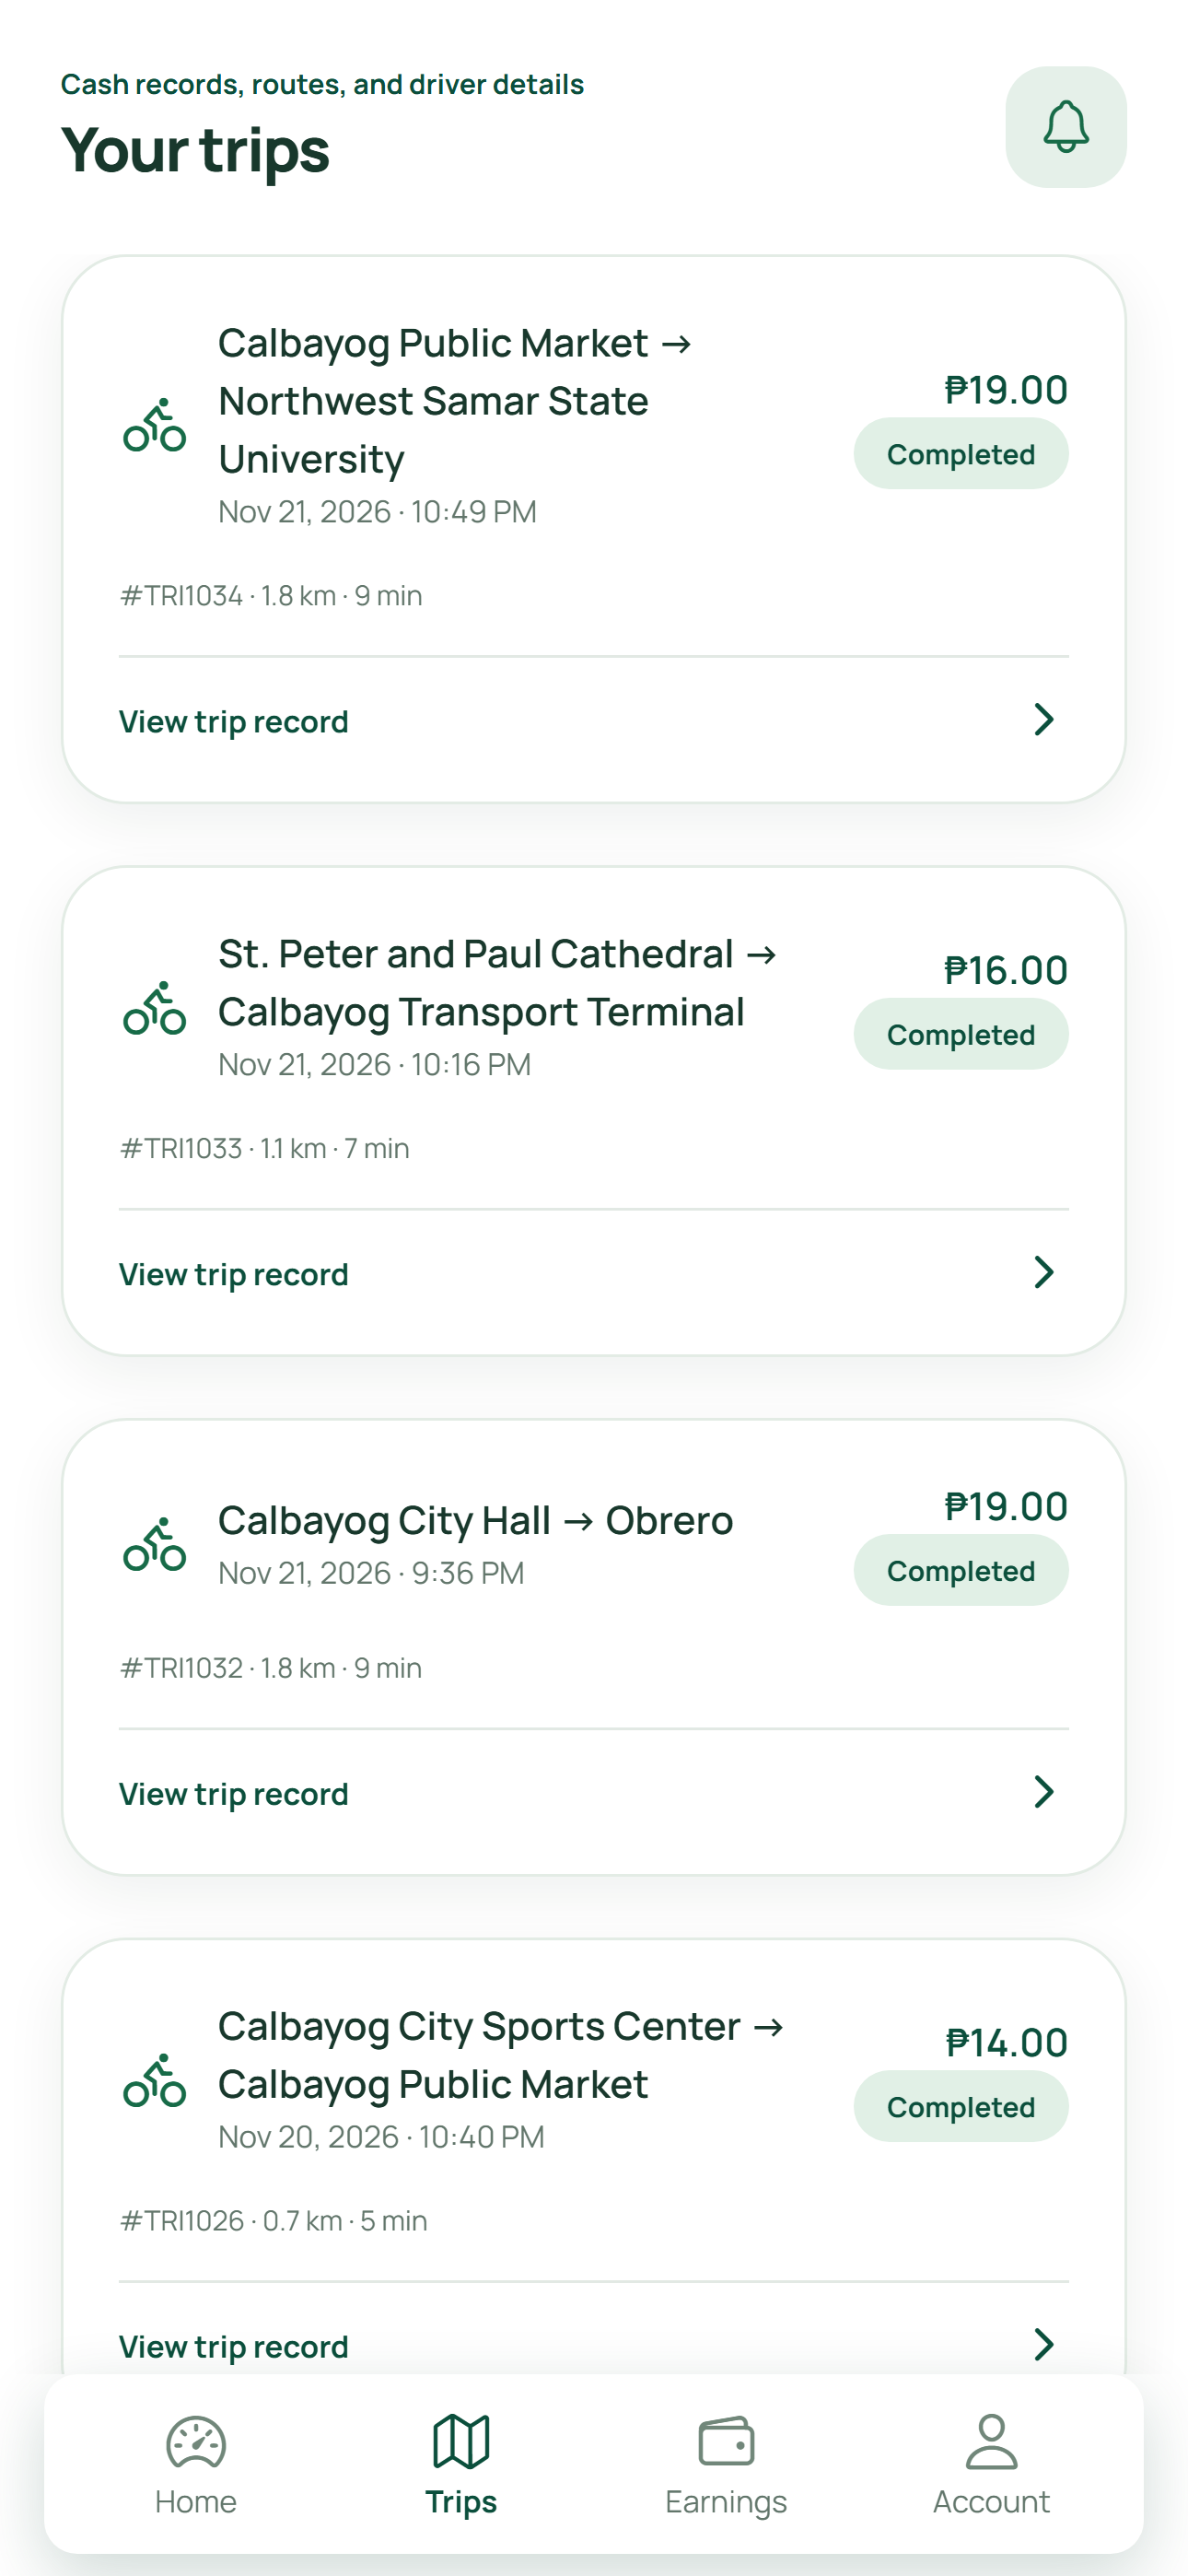 Cash records, routes, and driver details
Your trips
Calbayog Public Market →
Northwest Samar State
University
Nov 21, 2026 · 10:49 PM
₱19.00
Completed
#TRI1034 · 1.8 km · 9 min
View trip record
St. Peter and Paul Cathedral →
Calbayog Transport Terminal
Nov 21, 2026 · 10:16 PM
₱16.00
Completed
#TRI1033 · 1.1 km · 7 min
View trip record
Calbayog City Hall → Obrero
Nov 21, 2026 · 9:36 PM
₱19.00
Completed
#TRI1032 · 1.8 km · 9 min
View trip record
Calbayog City Sports Center →
Calbayog Public Market
Nov 20, 2026 · 10:40 PM
₱14.00
Completed
#TRI1026 · 0.7 km · 5 min
View trip record
Home
Trips
Earnings
Account